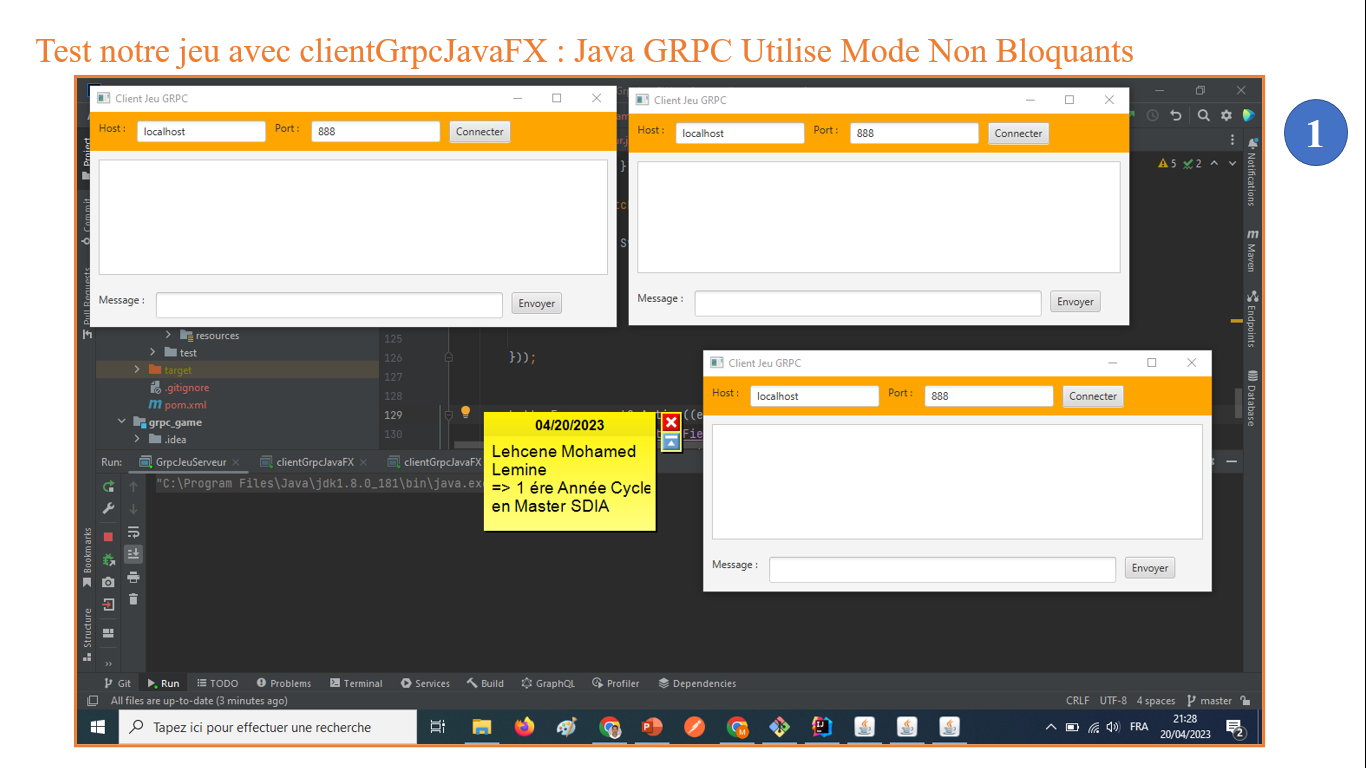 Test notre jeu avec clientGrpcJavaFX : Java GRPC Utilise Mode Non Bloquants
1
Client Jeu GRPC
Host : localhost Port : 888 Connecter
Message : Envoyer
Client Jeu GRPC
Host : localhost Port : 888 Connecter
Message : Envoyer
Client Jeu GRPC
Host : localhost Port : 888 Connecter
Message : Envoyer
5 2
Project
Commit
Pull Requests
resources
test
target
.gitignore
pom.xml
grpc_game
.idea
125
126 }));
127
128
129
130
Notifications
Maven
Endpoints
Database
04/20/2023
Lehcene Mohamed
Lemine
=> 1 ére Année Cycle
en Master SDIA
Run: GrpcJeuServeur clientGrpcJavaFX clientGrpcJavaFX
"C:\Program Files\Java\jdk1.8.0_181\bin\java.ex
Bookmarks
Structure
Git Run TODO Problems Terminal Services Build GraphQL Profiler Dependencies
All files are up-to-date (3 minutes ago) CRLF UTF-8 4 spaces master
Tapez ici pour effectuer une recherche
FRA
21:28
20/04/2023
2